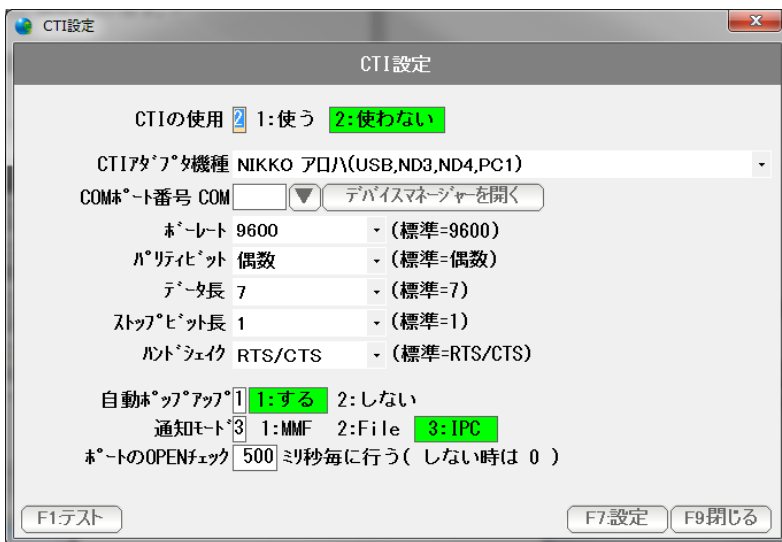 CTI設定
CTI設定
CTIの使用 2 1:使う 2:使わない
CTIアダプタ機種 NIKKO アロハ(USB,ND3,ND4,PC1)
COMポート番号 COM デバイスマネージャーを開く
ボーレート 9600 (標準=9600)
パリティビット 偶数 (標準=偶数)
データ長 7 (標準=7)
ストップビット長 1 (標準=1)
ハンドシェイク RTS/CTS (標準=RTS/CTS)
自動ポップアップ 1 1:する 2:しない
通知モード 3 1:MMF 2:File 3:IPC
ポートのOPENチェック 500 ミリ秒毎に行う( しない時は 0 )
F1:テスト F7:設定 F9閉じる